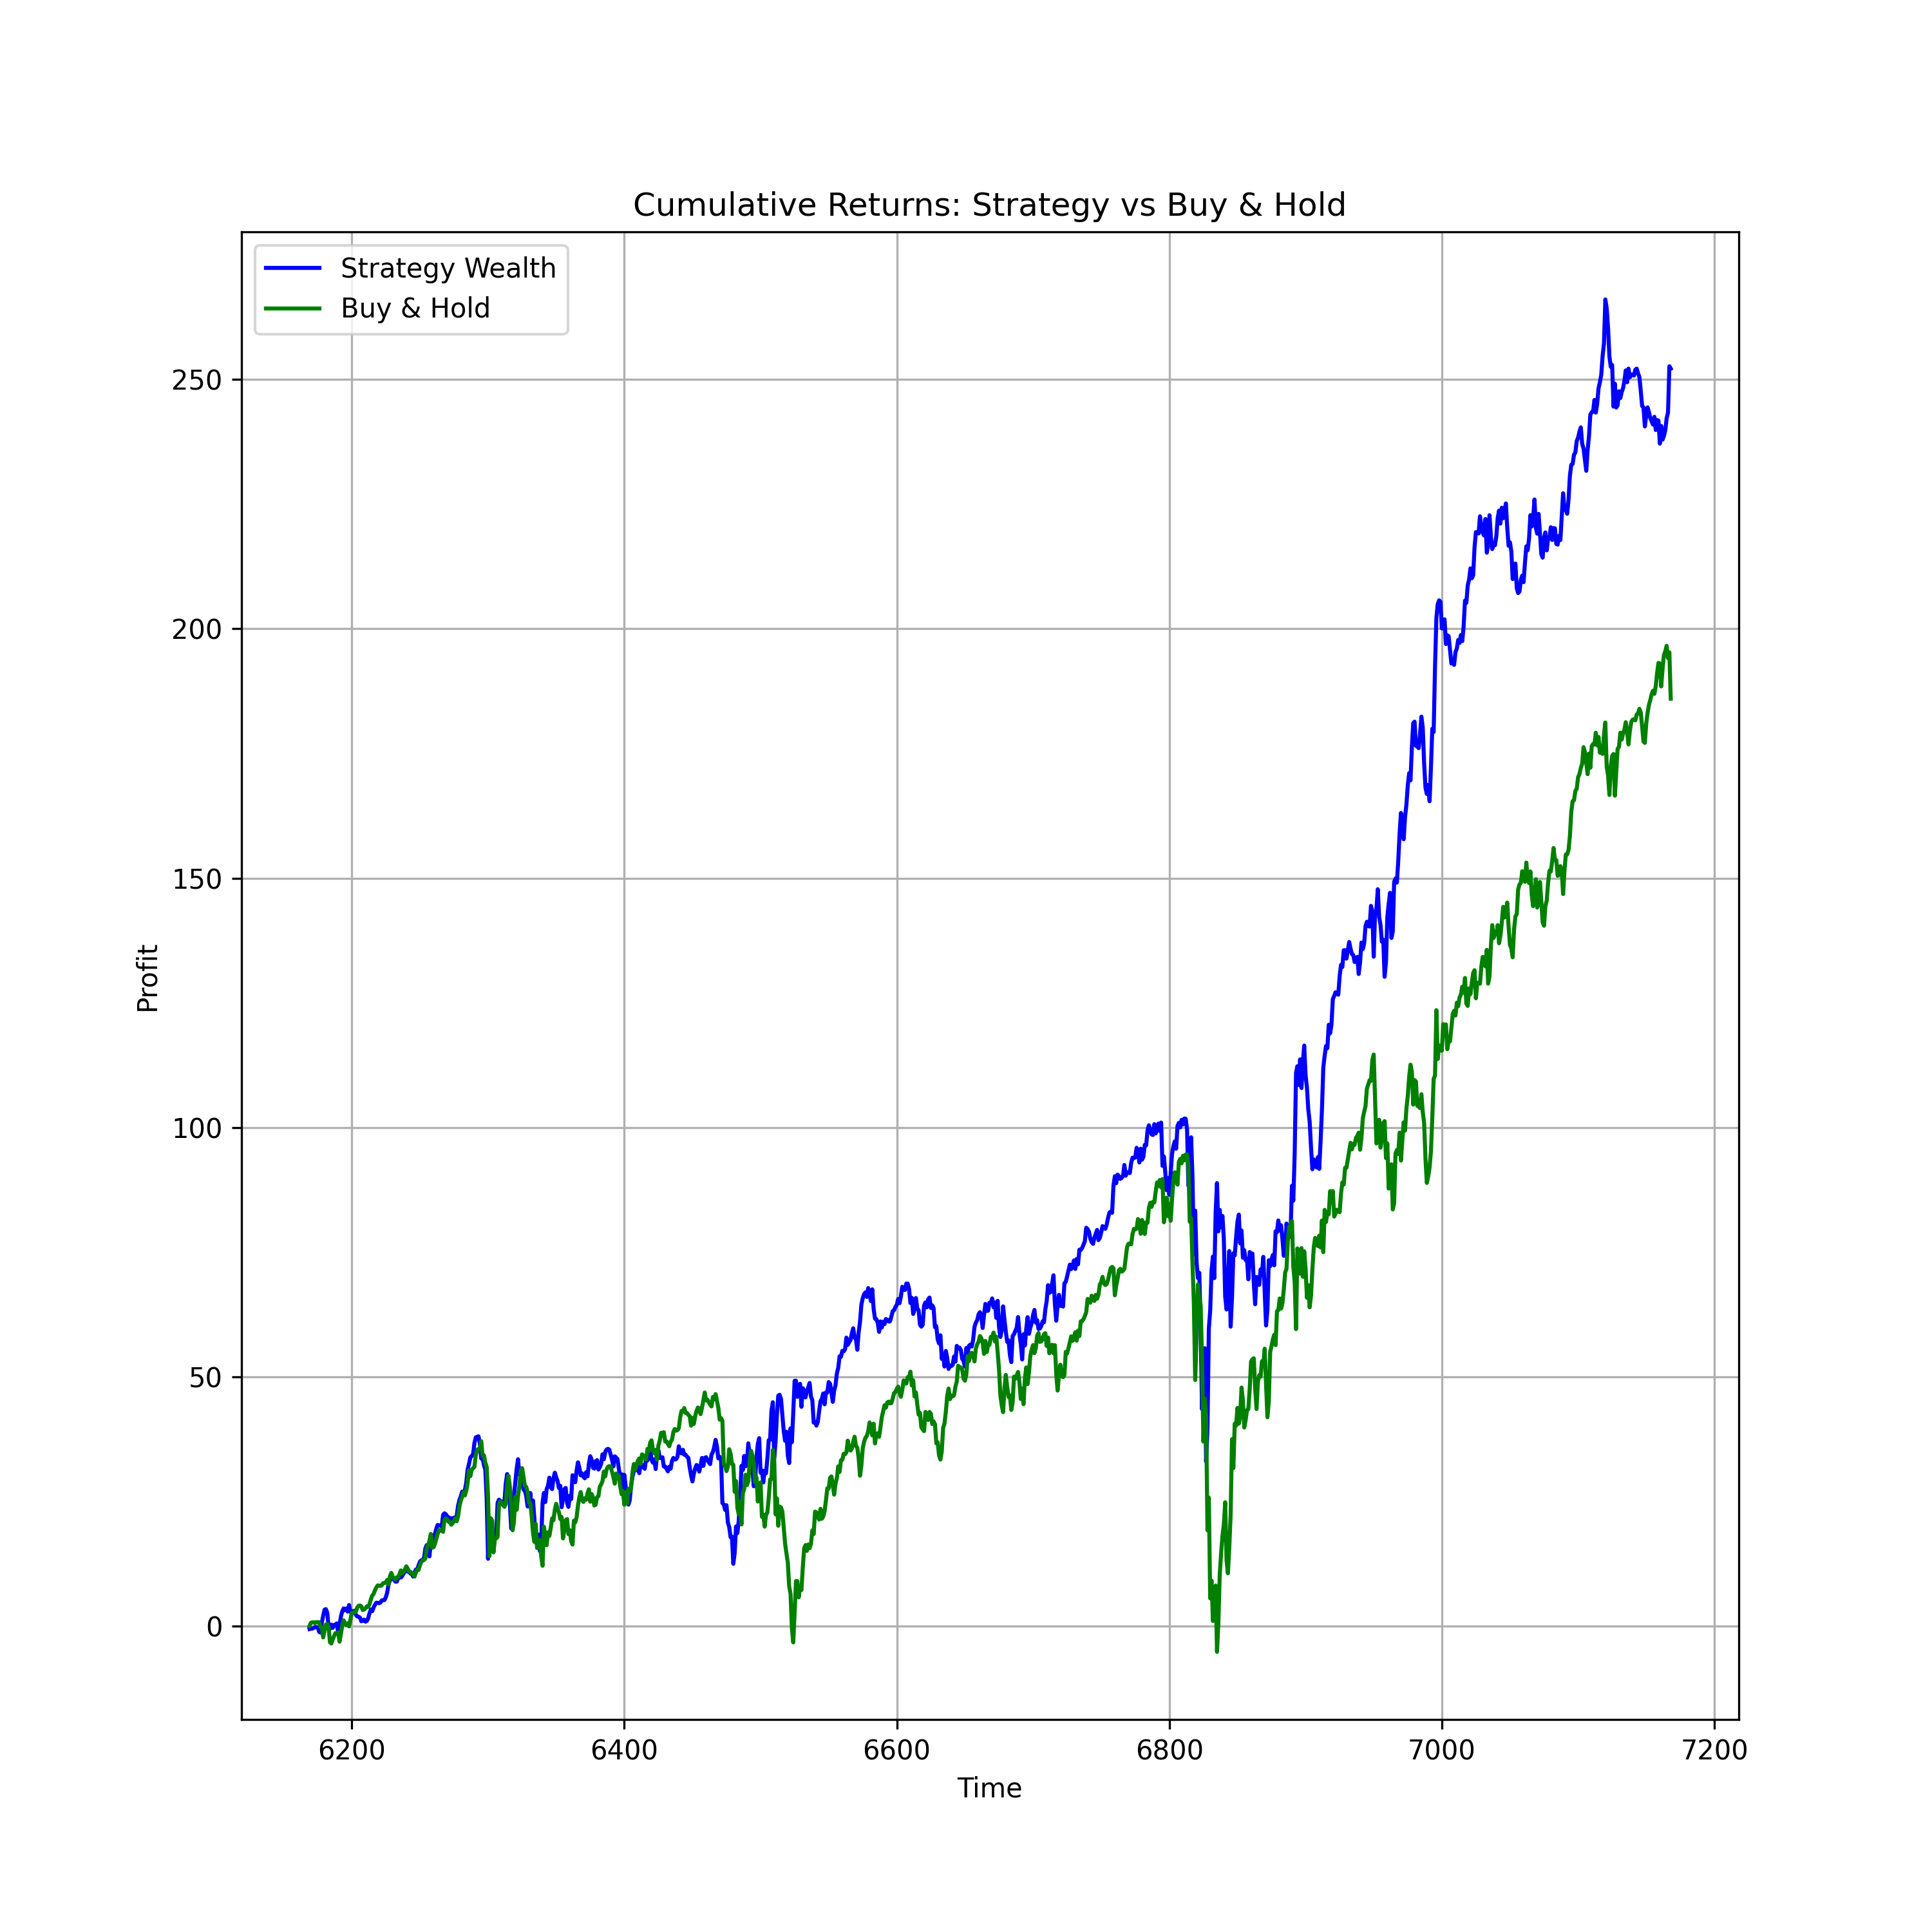 Cumulative Returns: Strategy vs Buy & Hold
Strategy Wealth
Buy & Hold
250
200
150
100
50
0
Profit
6200 6400 6600 6800 7000 7200
Time